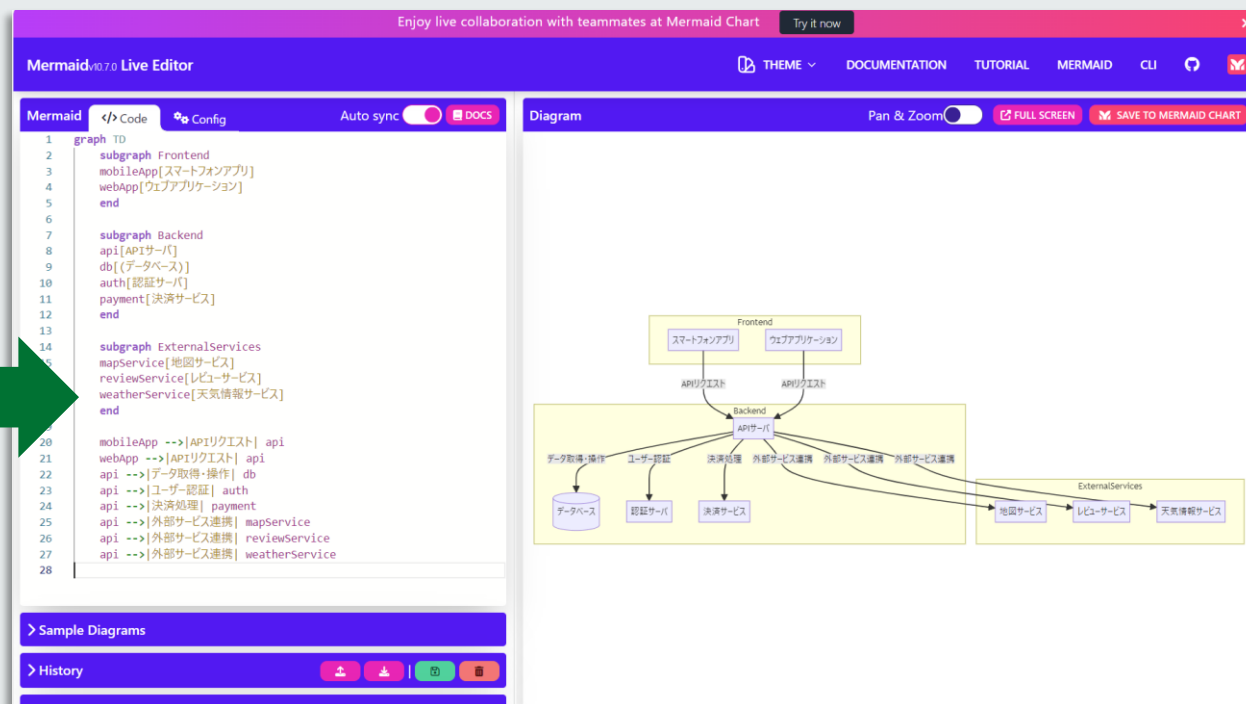 Enjoy live collaboration with teammates at Mermaid Chart Try it now
Mermaid v10.7.0 Live Editor
THEME DOCUMENTATION TUTORIAL MERMAID CLI
Mermaid </> Code Config Auto sync DOCS
1 graph TD
2 subgraph Frontend
3 mobileApp[スマートフォンアプリ]
4 webApp[ウェブアプリケーション]
5 end
6
7 subgraph Backend
8 api[APIサーバ]
9 db[(データベース)]
10 auth[認証サーバ]
11 payment[決済サービス]
12 end
13
14 subgraph ExternalServices
15 mapService[地図サービス]
reviewService[レビューサービス]
weatherService[天気情報サービス]
end
20 mobileApp -->|APIリクエスト| api
21 webApp -->|APIリクエスト| api
22 api -->|データ取得・操作| db
23 api -->|ユーザー認証| auth
24 api -->|決済処理| payment
25 api -->|外部サービス連携| mapService
26 api -->|外部サービス連携| reviewService
27 api -->|外部サービス連携| weatherService
28
Sample Diagrams
History
Diagram Pan & Zoom FULL SCREEN SAVE TO MERMAID CHART
Frontend
スマートフォンアプリ ウェブアプリケーション
APIリクエスト APIリクエスト
Backend
APIサーバ
データ取得・操作 ユーザー認証 決済処理 外部サービス連携 外部サービス連携 外部サービス連携
ExternalServices
データベース 認証サーバ 決済サービス 地図サービス レビューサービス 天気情報サービス